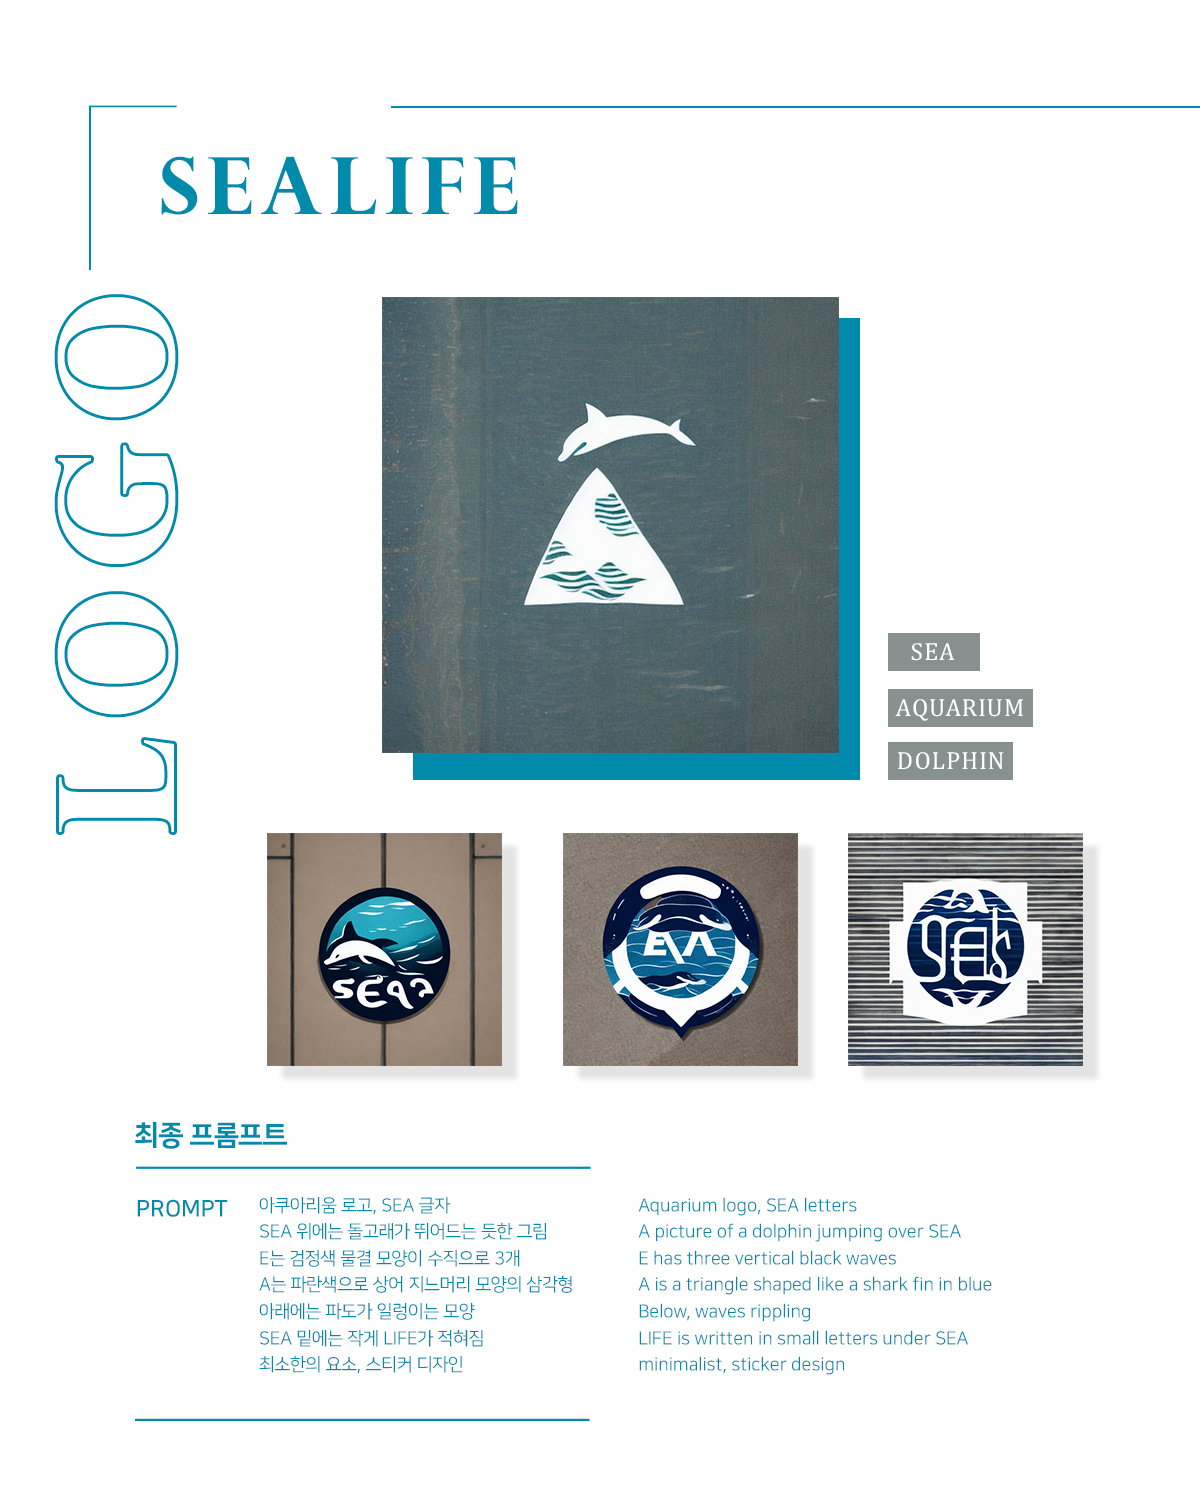 SEALIFE
LOGO
SEA
AQUARIUM
DOLPHIN
EA
최종 프롬프트
PROMPT
아쿠아리움 로고, SEA 글자
SEA 위에는 돌고래가 뛰어드는 듯한 그림
E는 검정색 물결 모양이 수직으로 3개
A는 파란색으로 상어 지느머리 모양의 삼각형
아래에는 파도가 일렁이는 모양
SEA 밑에는 작게 LIFE가 적혀짐
최소한의 요소, 스티커 디자인
Aquarium logo, SEA letters
A picture of a dolphin jumping over SEA
E has three vertical black waves
A is a triangle shaped like a shark fin in blue
Below, waves rippling
LIFE is written in small letters under SEA
minimalist, sticker design